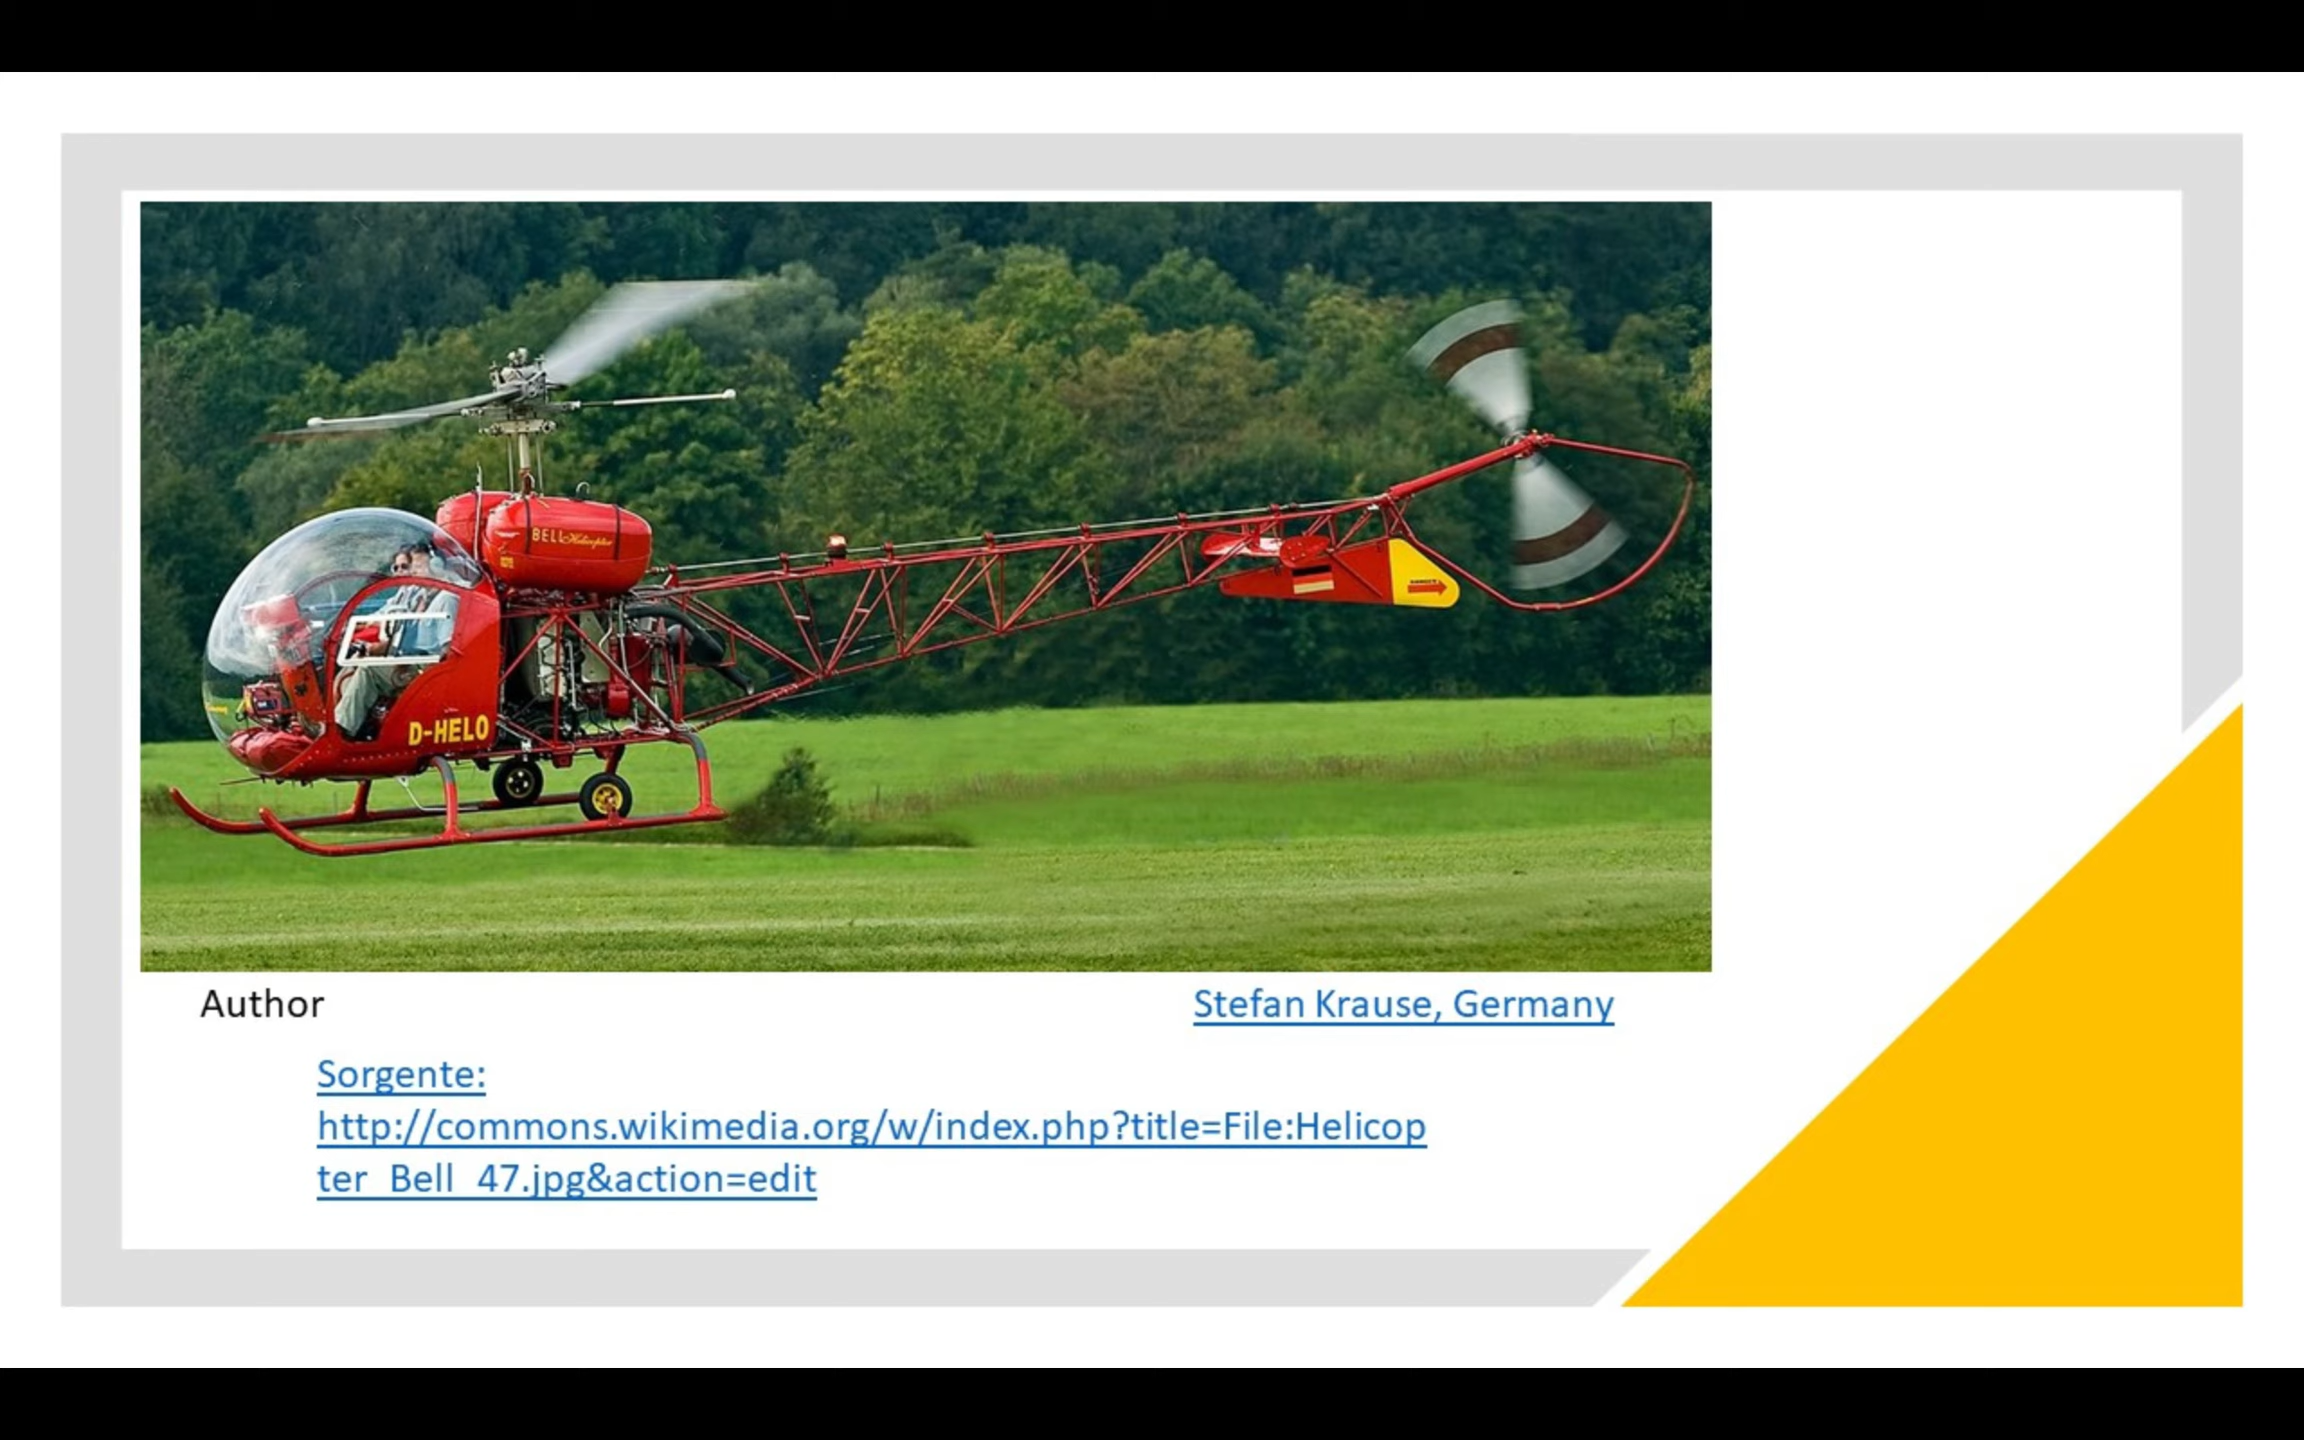 BELL Helicopter
D-HELO
Author
Stefan Krause, Germany
Sorgente:
http://commons.wikimedia.org/w/index.php?title=File:Helicop
ter_Bell_47.jpg&action=edit